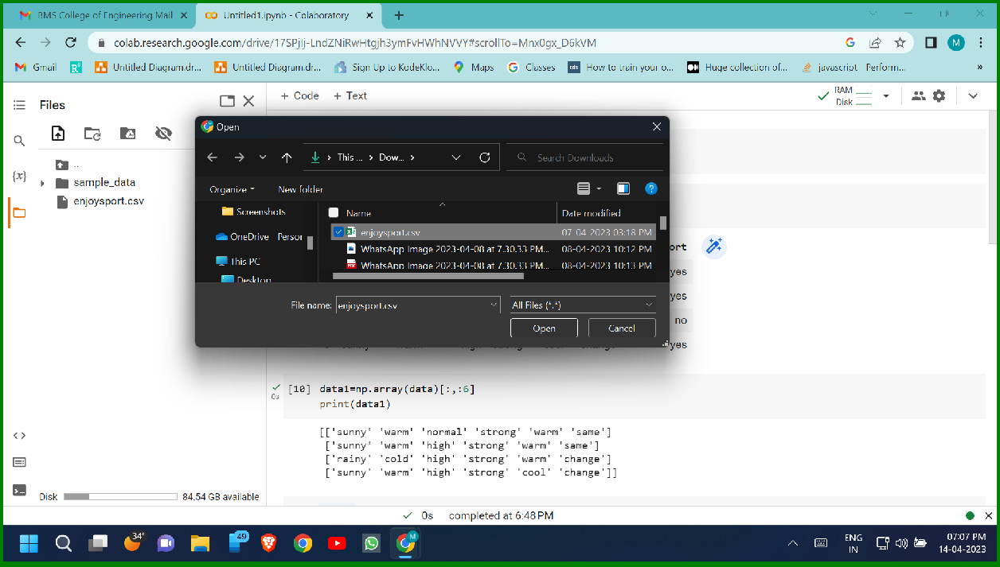 BMS College of Engineering Mail
Untitled1.ipynb - Colaboratory
colab.research.google.com/drive/17SPjIj-LndZNiRwHtgjh3ymFvHWhNVVY#scrollTo=Mnx0gx_D6kVM
M
Gmail
Untitled Diagram.dr...
Untitled Diagram.dr...
Sign Up to KodeKlo...
Maps
Classes
How to train your o...
Huge collection of...
javascript - Perform...
»
Files
+ Code + Text
RAM
Disk
..
sample_data
enjoysport.csv
{x}
Open
This ... > Dow... >
Search Downloads
Organize
New folder
Screenshots
OneDrive Persor
This PC
Desktop
Name Date modified
enjoysport.csv 07-04-2023 03:18 PM
WhatsApp Image 2023-04-08 at 7.30.33 PM... 08-04-2023 10:12 PM
WhatsApp Image 2023-04-08 at 7.30.33 PM... 08-04-2023 10:13 PM
File name: enjoysport.csv All Files (*.*)
Open Cancel
ort
yes
yes
no
yes
0s
[10] data1=np.array(data)[:,:6]
print(data1)
[['sunny' 'warm' 'normal' 'strong' 'warm' 'same']
['sunny' 'warm' 'high' 'strong' 'warm' 'same']
['rainy' 'cold' 'high' 'strong' 'warm' 'change']
['sunny' 'warm' 'high' 'strong' 'cool' 'change']]
Disk 84.54 GB available
0s completed at 6:48 PM
34°
49
M
ENG
IN
07:07 PM
14-04-2023